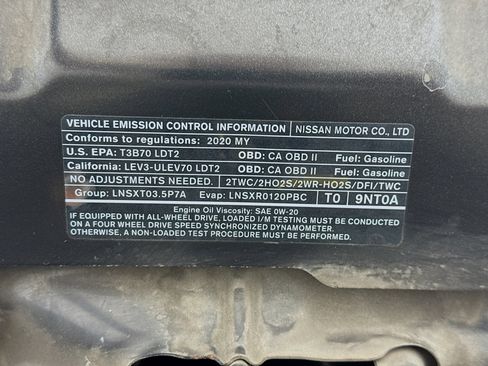 VEHICLE EMISSION CONTROL INFORMATION NISSAN MOTOR CO., LTD
Conforms to regulations: 2020 MY
U.S. EPA: T3B70 LDT2 OBD: CA OBD II Fuel: Gasoline
California: LEV3-ULEV70 LDT2 OBD: CA OBD II Fuel: Gasoline
NO ADJUSTMENTS NEEDED. 2TWC/2HO2S/2WR-HO2S/DFI/TWC
Group: LNSXT03.5P7A Evap: LNSXR0120PBC T0 9NT0A
Engine Oil Viscosity: SAE 0W-20
IF EQUIPPED WITH ALL-WHEEL DRIVE, LOADED I/M TESTING MUST BE CONDUCTED
ON A FOUR WHEEL DRIVE SPEED SYNCHRONIZED DYNAMOMETER.
OTHERWISE, A NON-LOADED TEST PROCEDURE MUST BE PERFORMED.